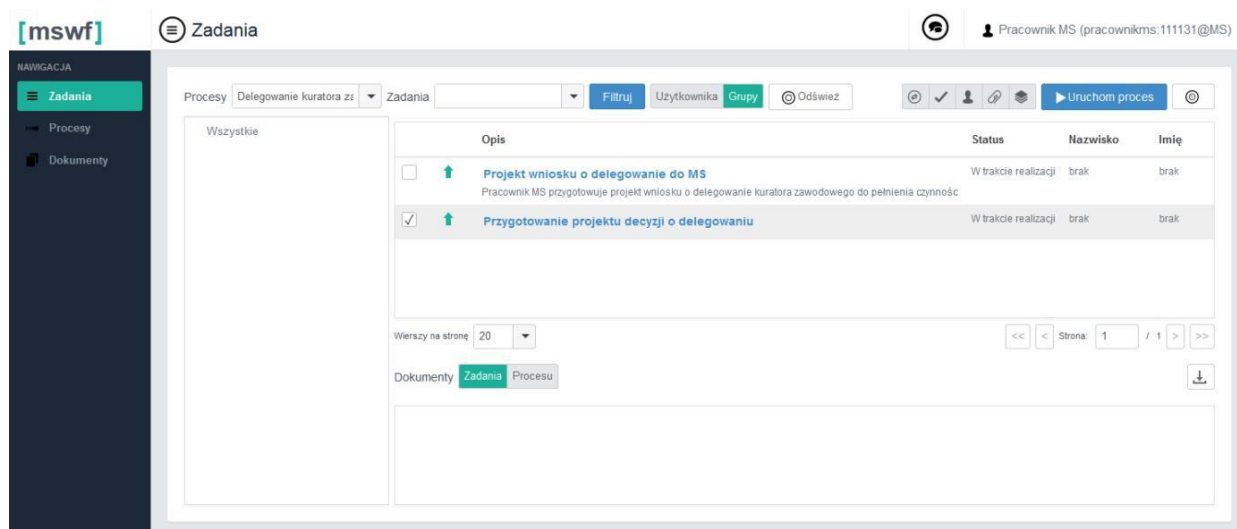 [mswf]
Zadania
Pracownik MS (pracownikms:111131@MS)
NAWIGACJA
Zadania
Procesy
Dokumenty
Procesy Delegowanie kuratora za Zadania Filtruj Użytkownika Grupy Odśwież Uruchom proces
Wszystkie
Opis Status Nazwisko Imię
Projekt wniosku o delegowanie do MS W trakcie realizacji brak brak
Pracownik MS przygotowuje projekt wniosku o delegowanie kuratora zawodowego do pełnienia czynnośc
Przygotowanie projektu decyzji o delegowaniu W trakcie realizacji brak brak
Wierszy na stronę 20 << < Strona: 1 / 1 > >>
Dokumenty Zadania Procesu